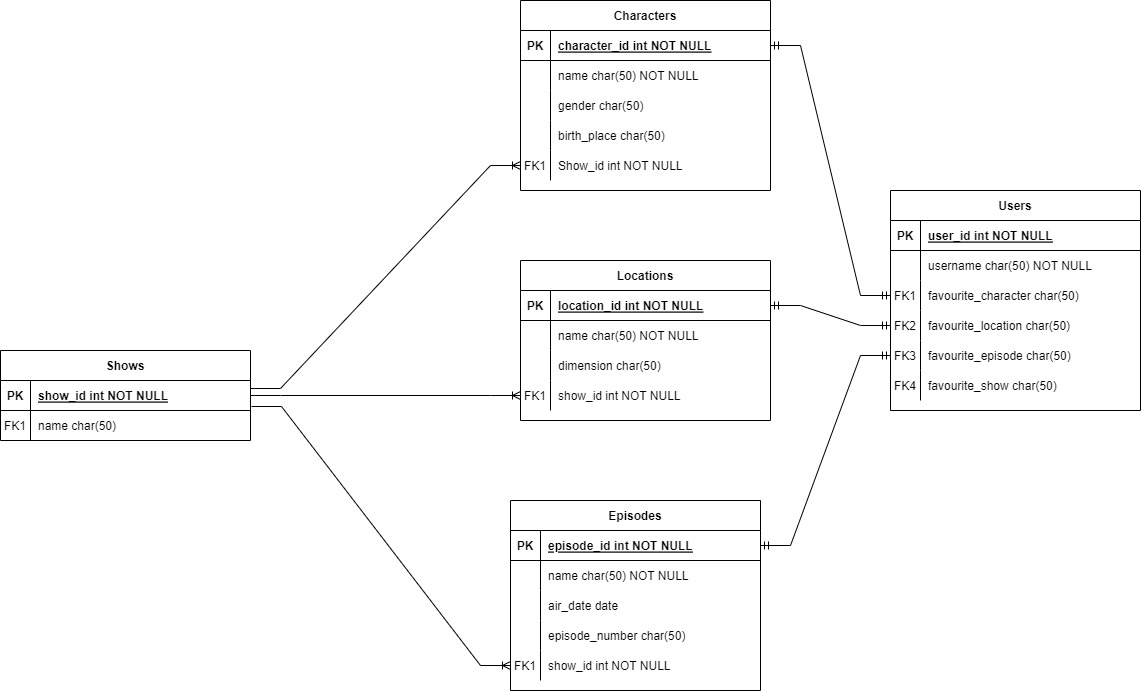 Characters
PK character_id int NOT NULL
name char(50) NOT NULL
gender char(50)
birth_place char(50)
FK1 Show_id int NOT NULL
Users
PK user_id int NOT NULL
username char(50) NOT NULL
FK1 favourite_character char(50)
FK2 favourite_location char(50)
FK3 favourite_episode char(50)
FK4 favourite_show char(50)
Locations
PK location_id int NOT NULL
name char(50) NOT NULL
dimension char(50)
FK1 show_id int NOT NULL
Shows
PK show_id int NOT NULL
FK1 name char(50)
Episodes
PK episode_id int NOT NULL
name char(50) NOT NULL
air_date date
episode_number char(50)
FK1 show_id int NOT NULL